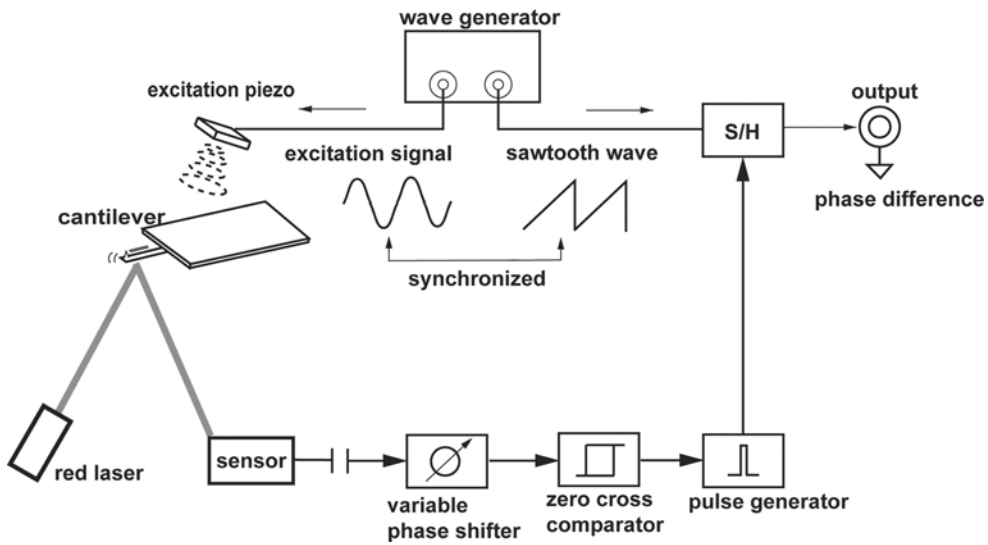 wave generator
excitation piezo
output
S/H
excitation signal
sawtooth wave
phase difference
cantilever
synchronized
red laser
sensor
variable
phase shifter
zero cross
comparator
pulse generator